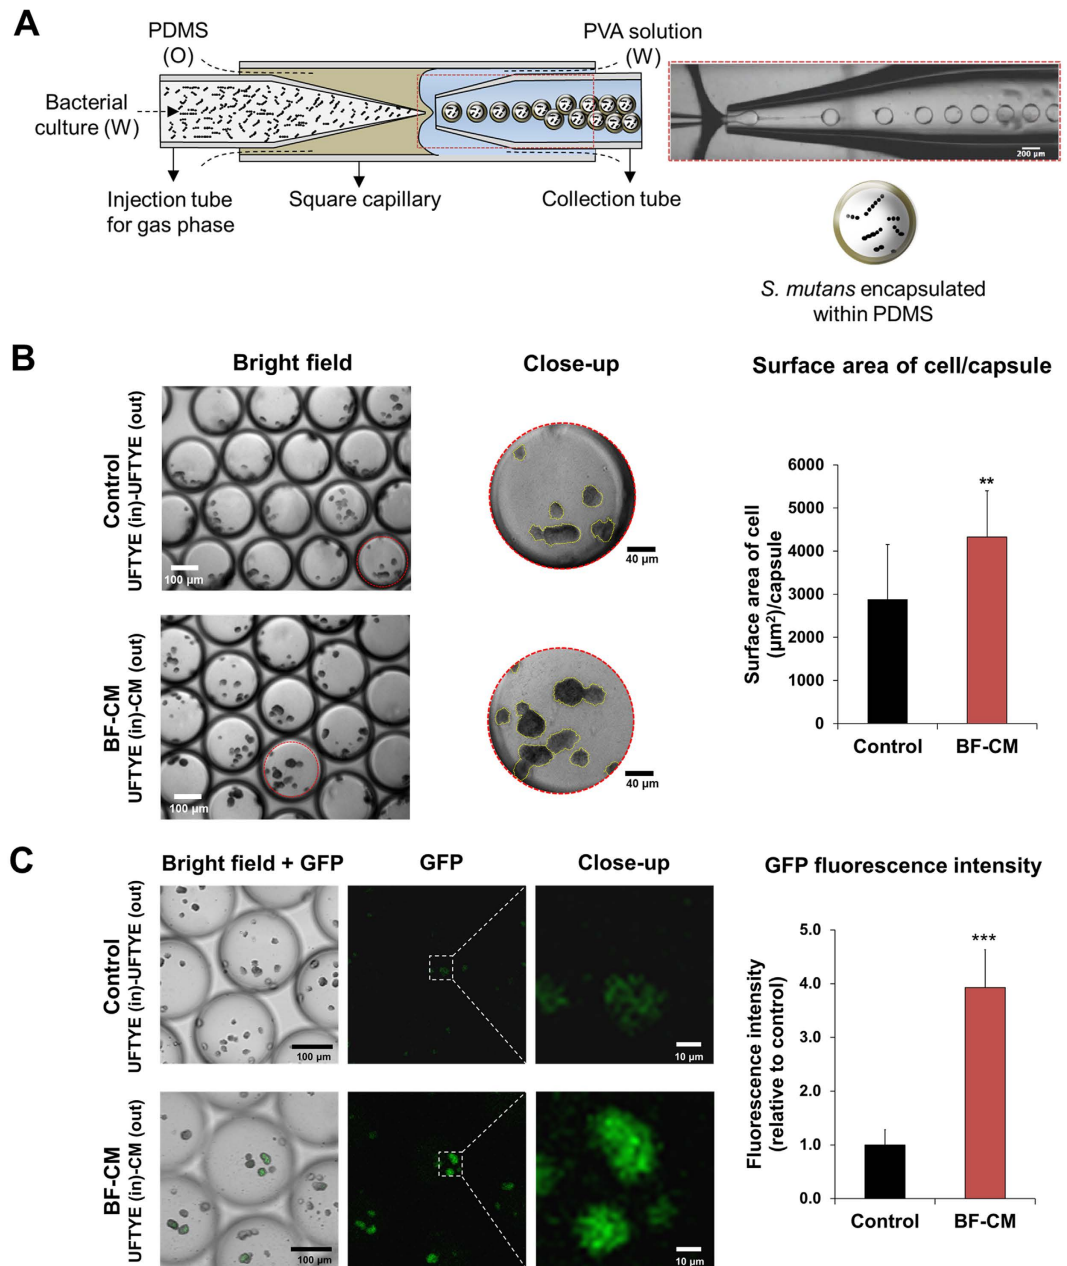 A
PDMS
(O)
PVA solution
(W)
Bacterial
culture (W)
Injection tube
for gas phase
Square capillary
Collection tube
200 μm
S. mutans encapsulated
within PDMS
B
Bright field
Close-up
Surface area of cell/capsule
Control
UFTYE (in)-UFTYE (out)
100 μm
40 μm
BF-CM
UFTYE (in)-CM (out)
100 μm
40 μm
Surface area of cell
(μm²)/capsule
6000
5000
4000
3000
2000
1000
0
**
Control
BF-CM
C
Bright field + GFP
GFP
Close-up
GFP fluorescence intensity
Control
UFTYE (in)-UFTYE (out)
100 μm
10 μm
BF-CM
UFTYE (in)-CM (out)
100 μm
10 μm
Fluorescence intensity
(relative to control)
5.0
4.0
3.0
2.0
1.0
0.0
***
Control
BF-CM